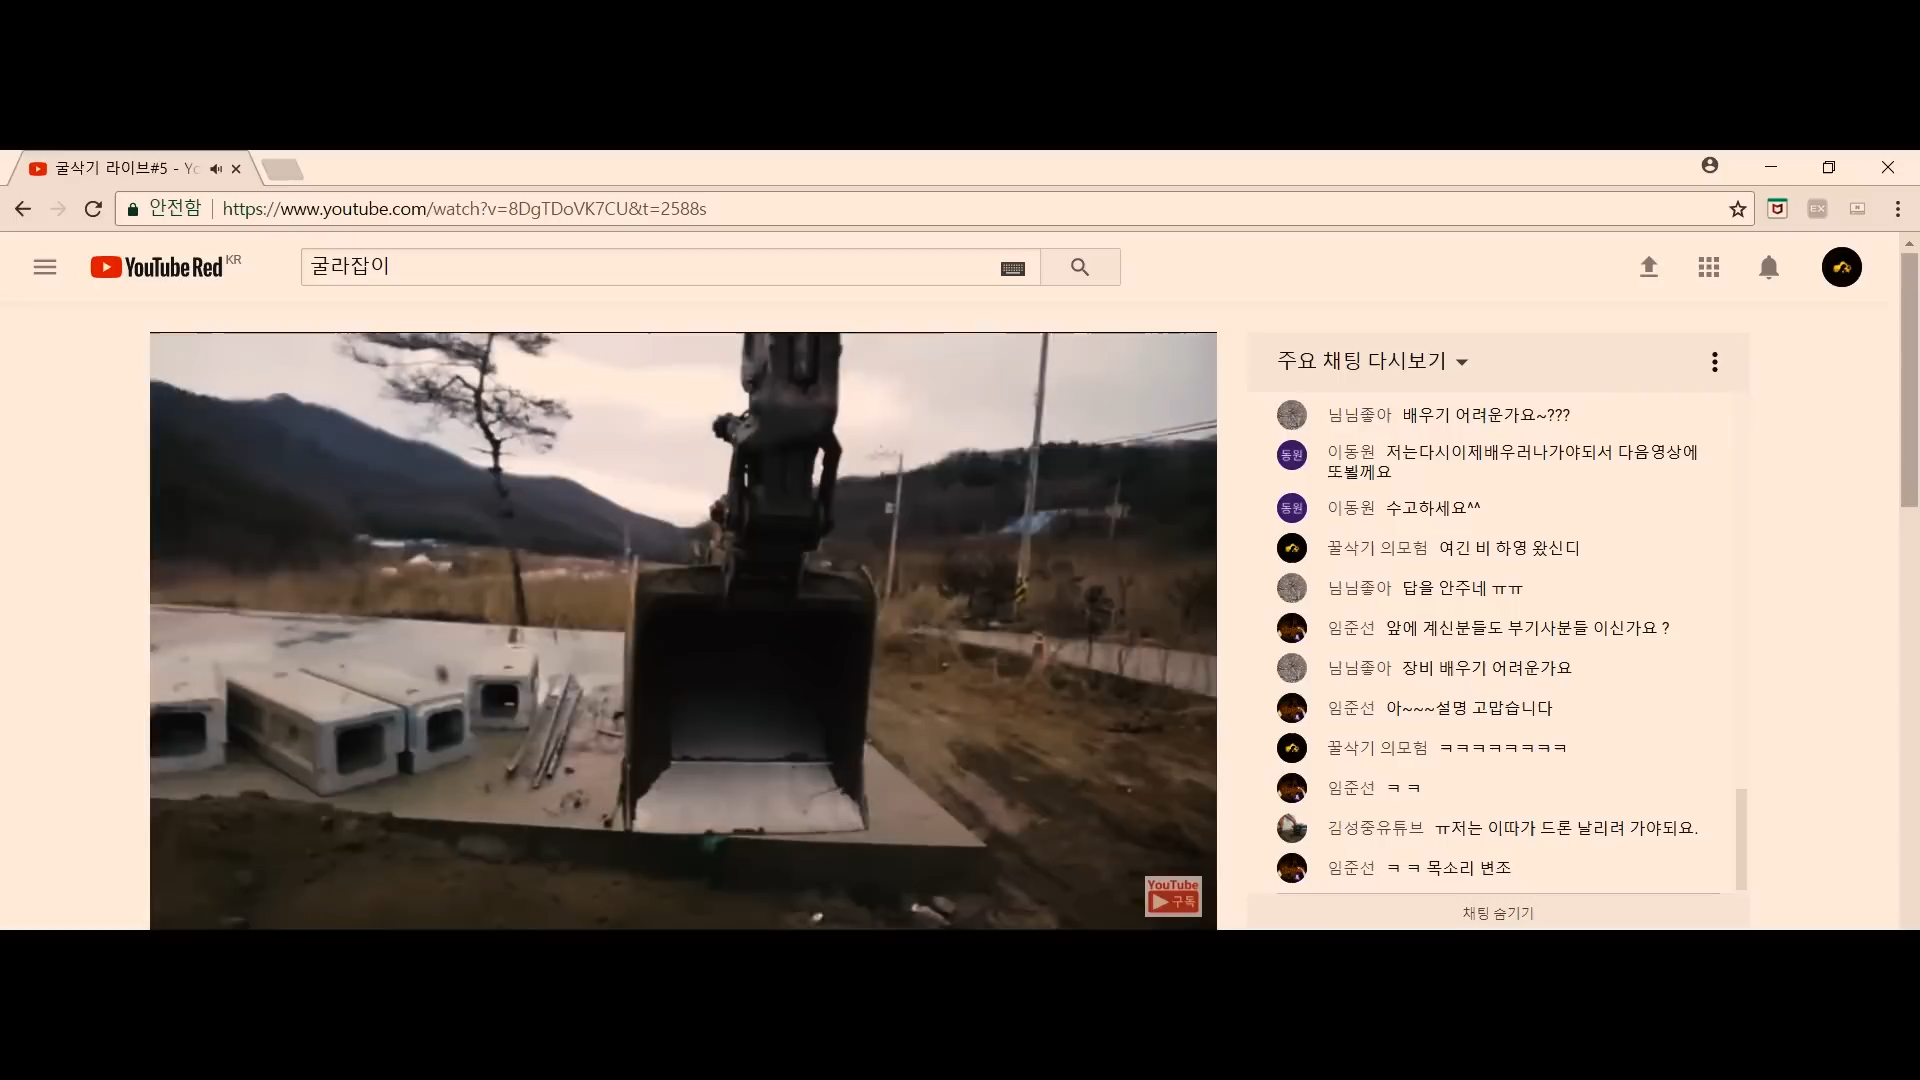 굴삭기 라이브#5 - Yo
안전함 https://www.youtube.com/watch?v=8DgTDoVK7CU&t=2588s
YouTube Red KR
굴라잡이
EX
주요 채팅 다시보기
님님좋아 배우기 어려운가요~???
동원 이동원 저는다시이제배우러나가야되서 다음영상에
또뵐께요
동원 이동원 수고하세요^^
꿀삭기 의모험 여긴 비 하영 왔신디
님님좋아 답을 안주네 ㅠㅠ
임준선 앞에 계신분들도 부기사분들 이신가요 ?
님님좋아 장비 배우기 어려운가요
임준선 아~~~설명 고맙습니다
꿀삭기 의모험 ㅋㅋㅋㅋㅋㅋㅋㅋ
임준선 ㅋ ㅋ
김성중유튜브 ㅠ저는 이따가 드론 날리려 가야되요.
임준선 ㅋ ㅋ 목소리 변조
YouTube
구독
채팅 숨기기